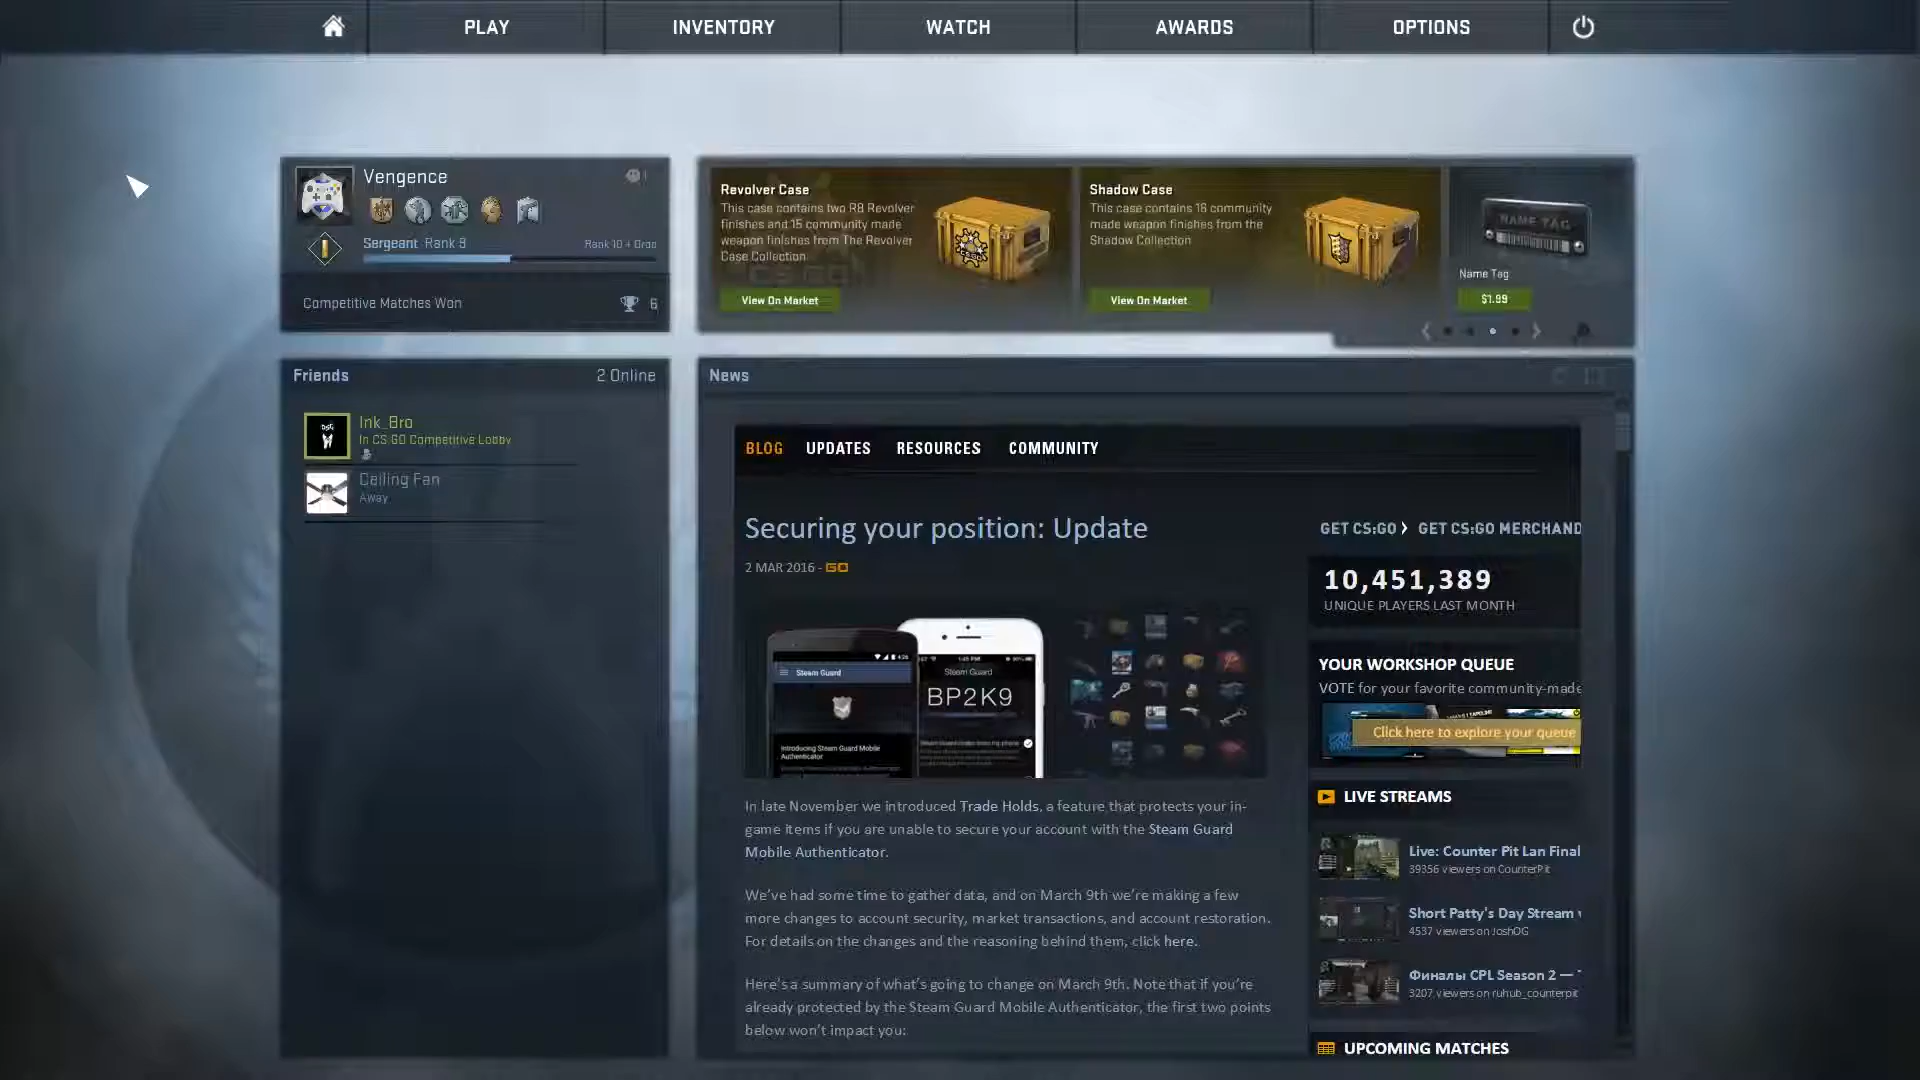 PLAY
INVENTORY
WATCH
AWARDS
OPTIONS
Vengence
Sergeant Rank 9
Rank 10 + Drop
Competitive Matches Won
6
Revolver Case
This case contains two R8 Revolver
finishes and 15 community made
weapon finishes from The Revolver
Case Collection
View On Market
Shadow Case
This case contains 16 community
made weapon finishes from the
Shadow Collection
View On Market
NAME TAG
Name Tag
$1.99
Friends
2 Online
Ink_Bro
In CS:GO Competitive Lobby
Ceiling Fan
Away
News
BLOG
UPDATES
RESOURCES
COMMUNITY
Securing your position: Update
2 MAR 2016 - GO
Steam Guard
Introducing Steam Guard Mobile
Authenticator
Steam Guard
BP2K9
In late November we introduced Trade Holds, a feature that protects your in-
game items if you are unable to secure your account with the Steam Guard
Mobile Authenticator.
We've had some time to gather data, and on March 9th we're making a few
more changes to account security, market transactions, and account restoration.
For details on the changes and the reasoning behind them, click here.
Here's a summary of what's going to change on March 9th. Note that if you're
already protected by the Steam Guard Mobile Authenticator, the first two points
below won't impact you:
GET CS:GO
GET CS:GO MERCHAND
10,451,389
UNIQUE PLAYERS LAST MONTH
YOUR WORKSHOP QUEUE
VOTE for your favorite community-made
Click here to explore your queue
LIVE STREAMS
Live: Counter Pit Lan Final
39356 viewers on CounterPit
Short Patty's Day Stream
4537 viewers on JoshOG
Финалы CPL Season 2 —
3207 viewers on ruhub_counterpit
UPCOMING MATCHES